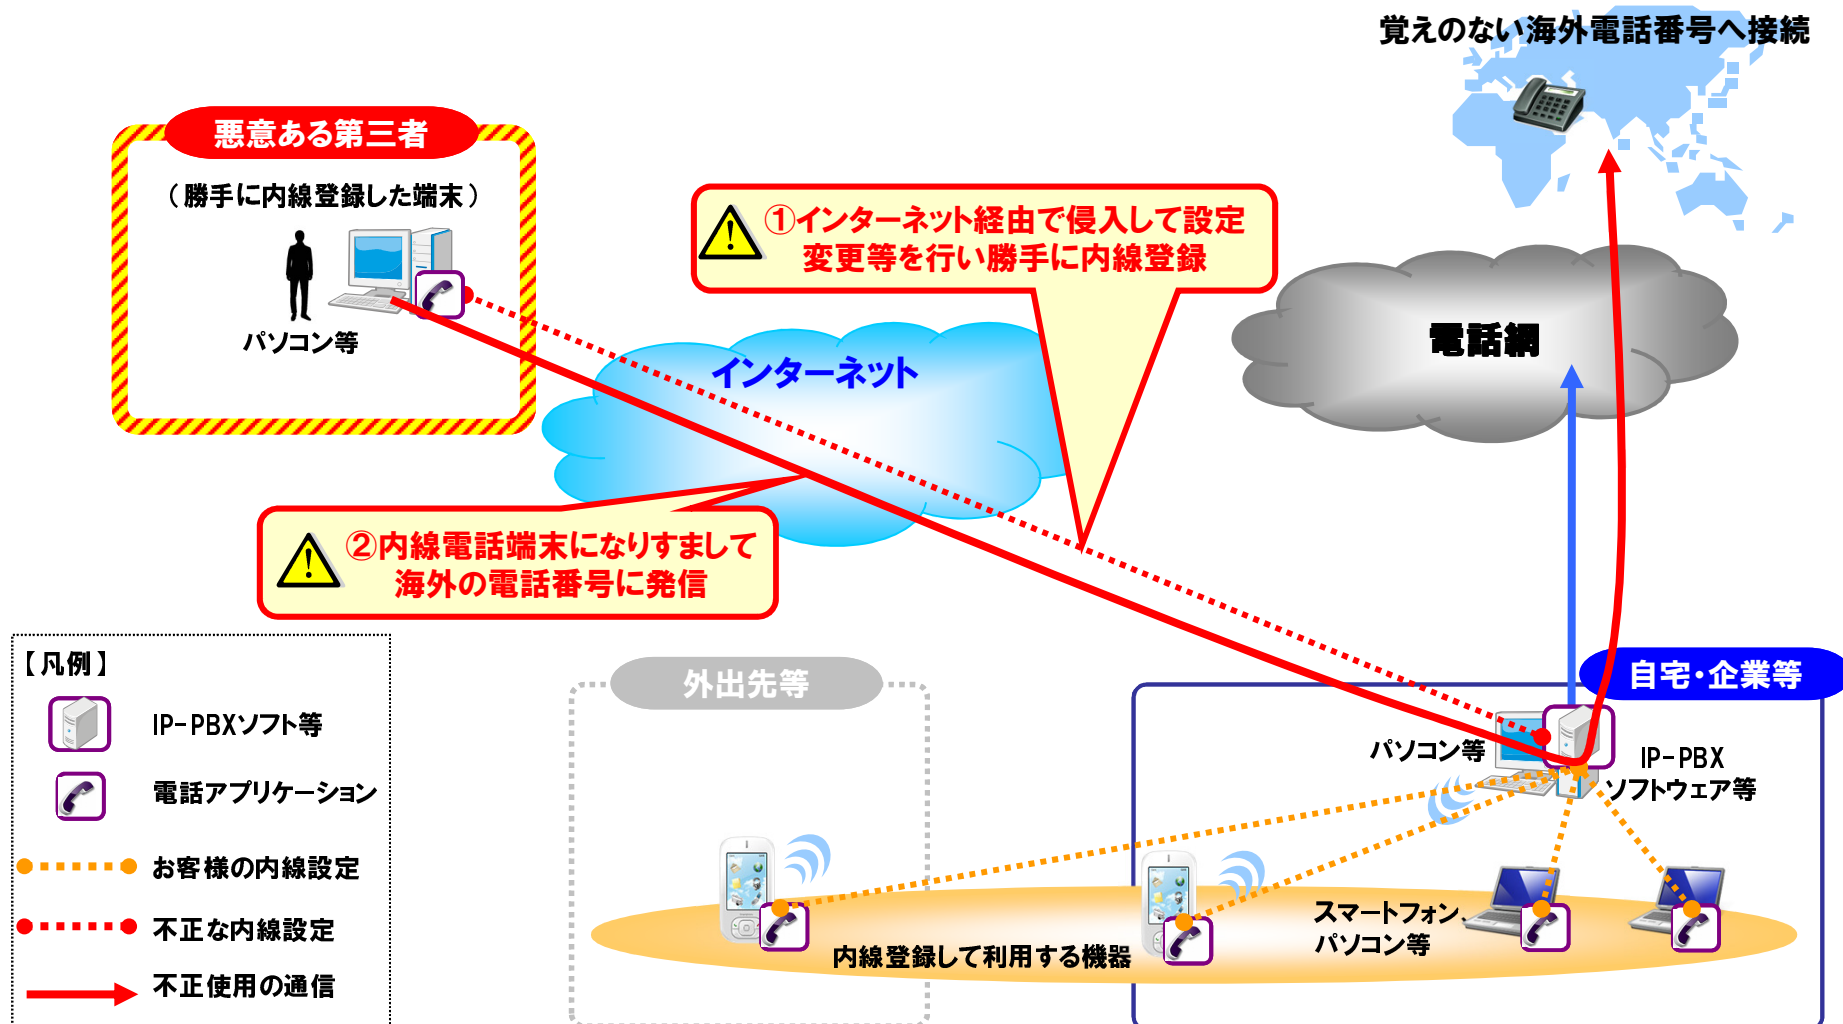 覚えのない海外電話番号へ接続
悪意ある第三者
（勝手に内線登録した端末）
パソコン等
①インターネット経由で侵入して設定
変更等を行い勝手に内線登録
電話網
インターネット
②内線電話端末になりすまして
海外の電話番号に発信
【凡例】
IP-PBXソフト等
電話アプリケーション
お客様の内線設定
不正な内線設定
不正使用の通信
外出先等
自宅・企業等
パソコン等
IP-PBX
ソフトウェア等
スマートフォン、
パソコン等
内線登録して利用する機器